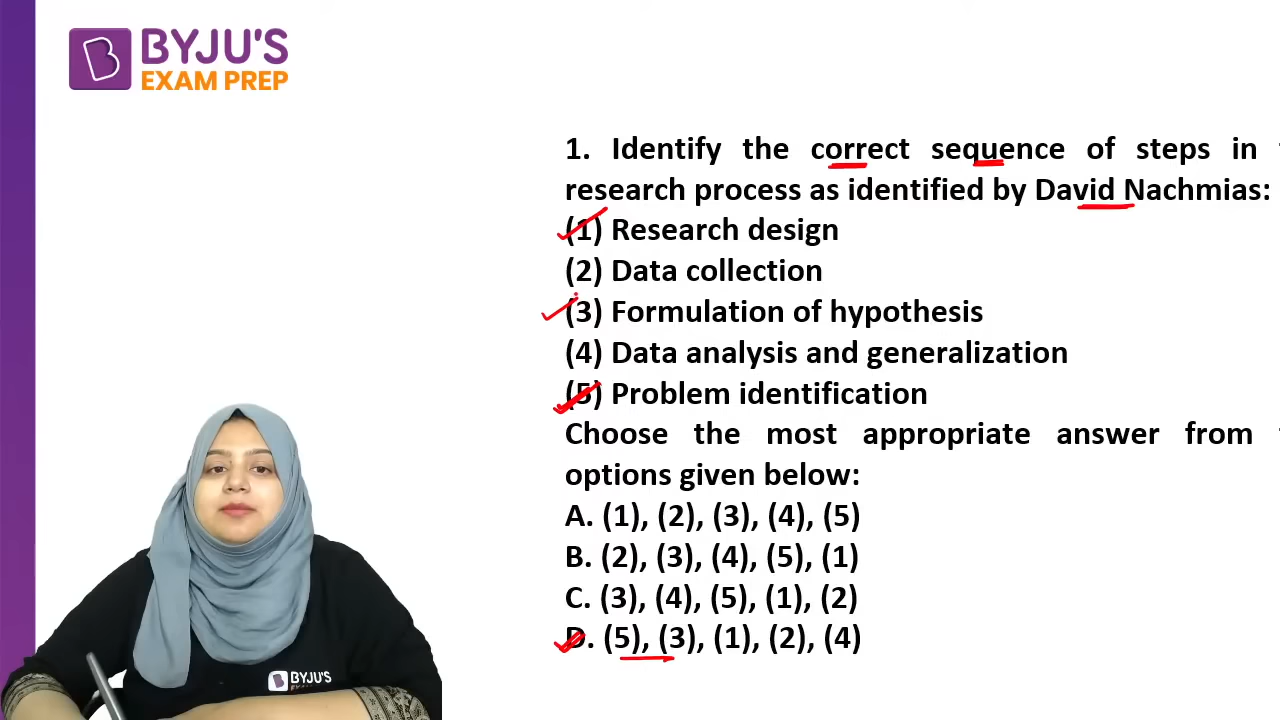 BYJU'S
EXAM PREP
1. Identify the correct sequence of steps in
research process as identified by David Nachmias:
(1) Research design
(2) Data collection
(3) Formulation of hypothesis
(4) Data analysis and generalization
(5) Problem identification
Choose the most appropriate answer from
options given below:
A. (1), (2), (3), (4), (5)
B. (2), (3), (4), (5), (1)
C. (3), (4), (5), (1), (2)
D. (5), (3), (1), (2), (4)
BYJU'S